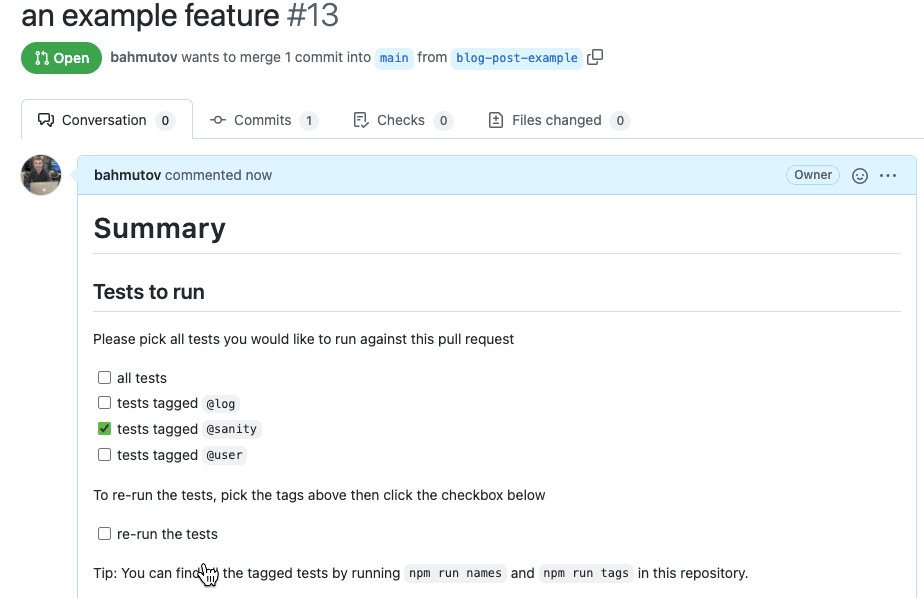 an example feature #13
Open bahmutov wants to merge 1 commit into main from blog-post-example
Conversation 0 Commits 1 Checks 0 Files changed 0
bahmutov commented now Owner
Summary
Tests to run
Please pick all tests you would like to run against this pull request
all tests
tests tagged @log
tests tagged @sanity
tests tagged @user
To re-run the tests, pick the tags above then click the checkbox below
re-run the tests
Tip: You can find the tagged tests by running npm run names and npm run tags in this repository.